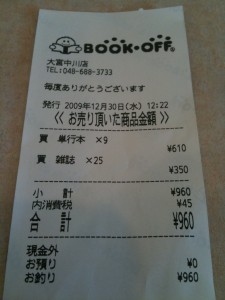 BOOK・OFF®
大宮中川店
TEL:048-688-3733
毎度ありがとうございます
発行 2009年12月30日(水) 12:22
<< お売り頂いた商品金額 >>
買 単行本 ×9
¥610
買 雑誌 ×25
¥350
小 計 ¥960
内消費税 ¥45
合 計 ¥960
現金外
お預り ¥0
お釣り ¥960